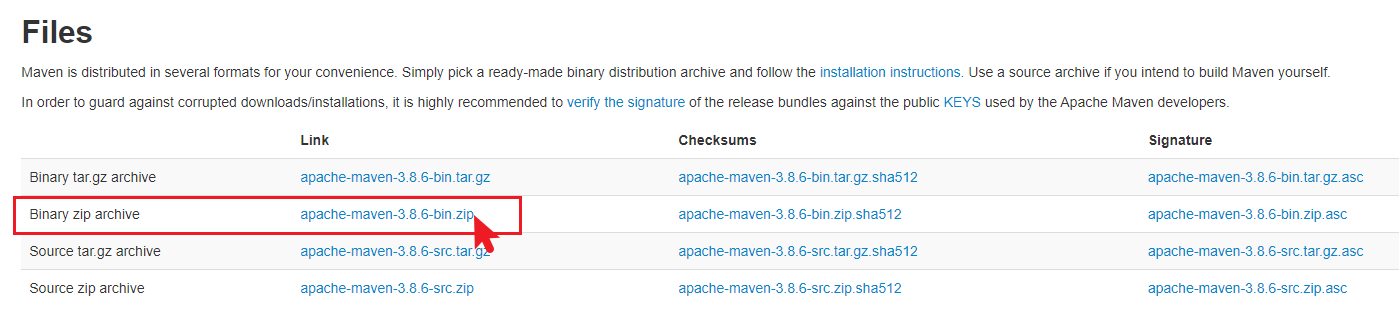 Files
Maven is distributed in several formats for your convenience. Simply pick a ready-made binary distribution archive and follow the installation instructions. Use a source archive if you intend to build Maven yourself.
In order to guard against corrupted downloads/installations, it is highly recommended to verify the signature of the release bundles against the public KEYS used by the Apache Maven developers.
Link Checksums Signature
Binary tar.gz archive apache-maven-3.8.6-bin.tar.gz apache-maven-3.8.6-bin.tar.gz.sha512 apache-maven-3.8.6-bin.tar.gz.asc
Binary zip archive apache-maven-3.8.6-bin.zip apache-maven-3.8.6-bin.zip.sha512 apache-maven-3.8.6-bin.zip.asc
Source tar.gz archive apache-maven-3.8.6-src.tar.gz apache-maven-3.8.6-src.tar.gz.sha512 apache-maven-3.8.6-src.tar.gz.asc
Source zip archive apache-maven-3.8.6-src.zip apache-maven-3.8.6-src.zip.sha512 apache-maven-3.8.6-src.zip.asc